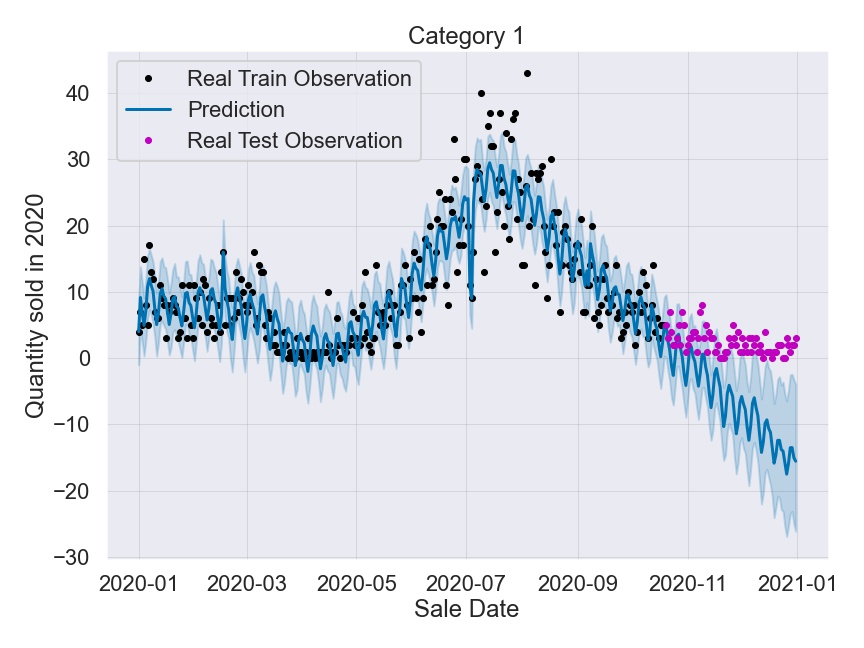 Category 1
Real Train Observation
Prediction
Real Test Observation
Quantity sold in 2020
40
30
20
10
0
−10
−20
−30
2020-01 2020-03 2020-05 2020-07 2020-09 2020-11 2021-01
Sale Date